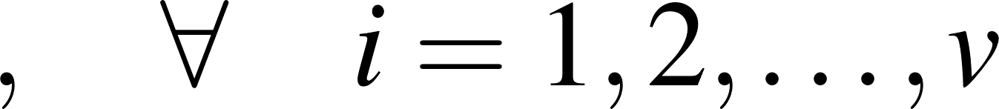 , ∀ i = 1, 2, . . . , v